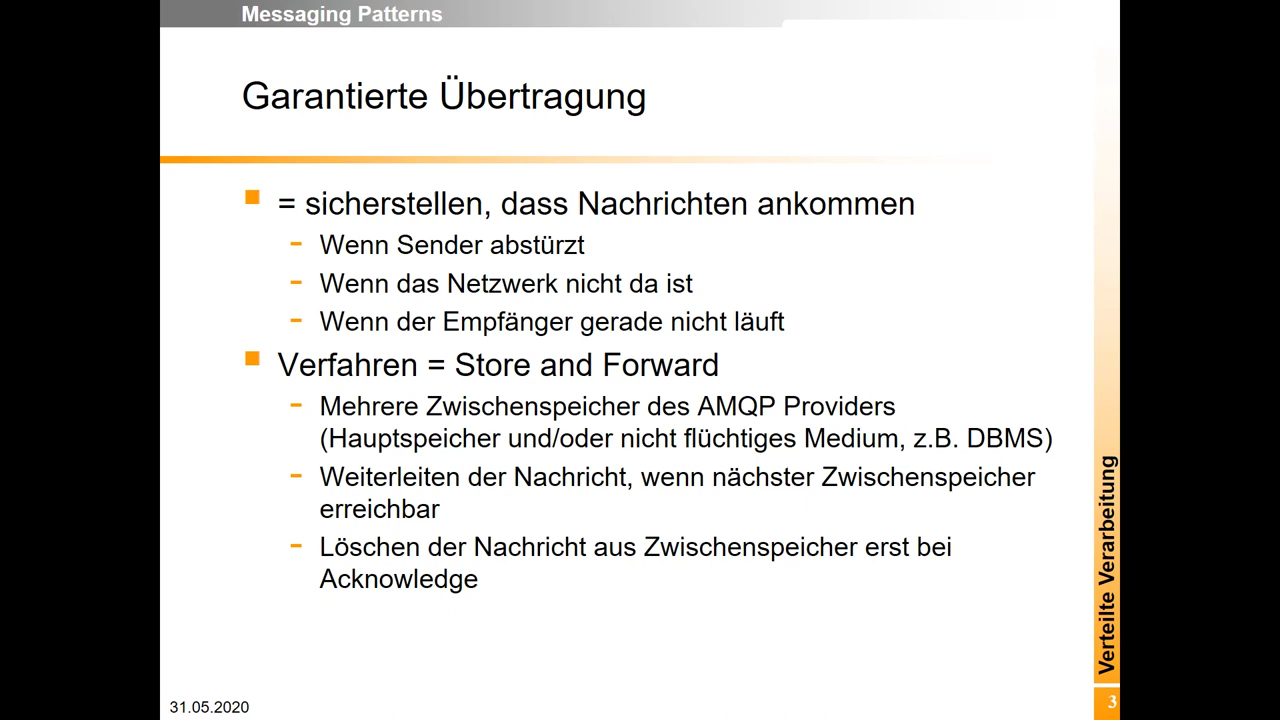 Messaging Patterns
Garantierte Übertragung
= sicherstellen, dass Nachrichten ankommen
Wenn Sender abstürzt
Wenn das Netzwerk nicht da ist
Wenn der Empfänger gerade nicht läuft
Verfahren = Store and Forward
Mehrere Zwischenspeicher des AMQP Providers
(Hauptspeicher und/oder nicht flüchtiges Medium, z.B. DBMS)
Weiterleiten der Nachricht, wenn nächster Zwischenspeicher
erreichbar
Löschen der Nachricht aus Zwischenspeicher erst bei
Acknowledge
Verteilte Verarbeitung
31.05.2020
3